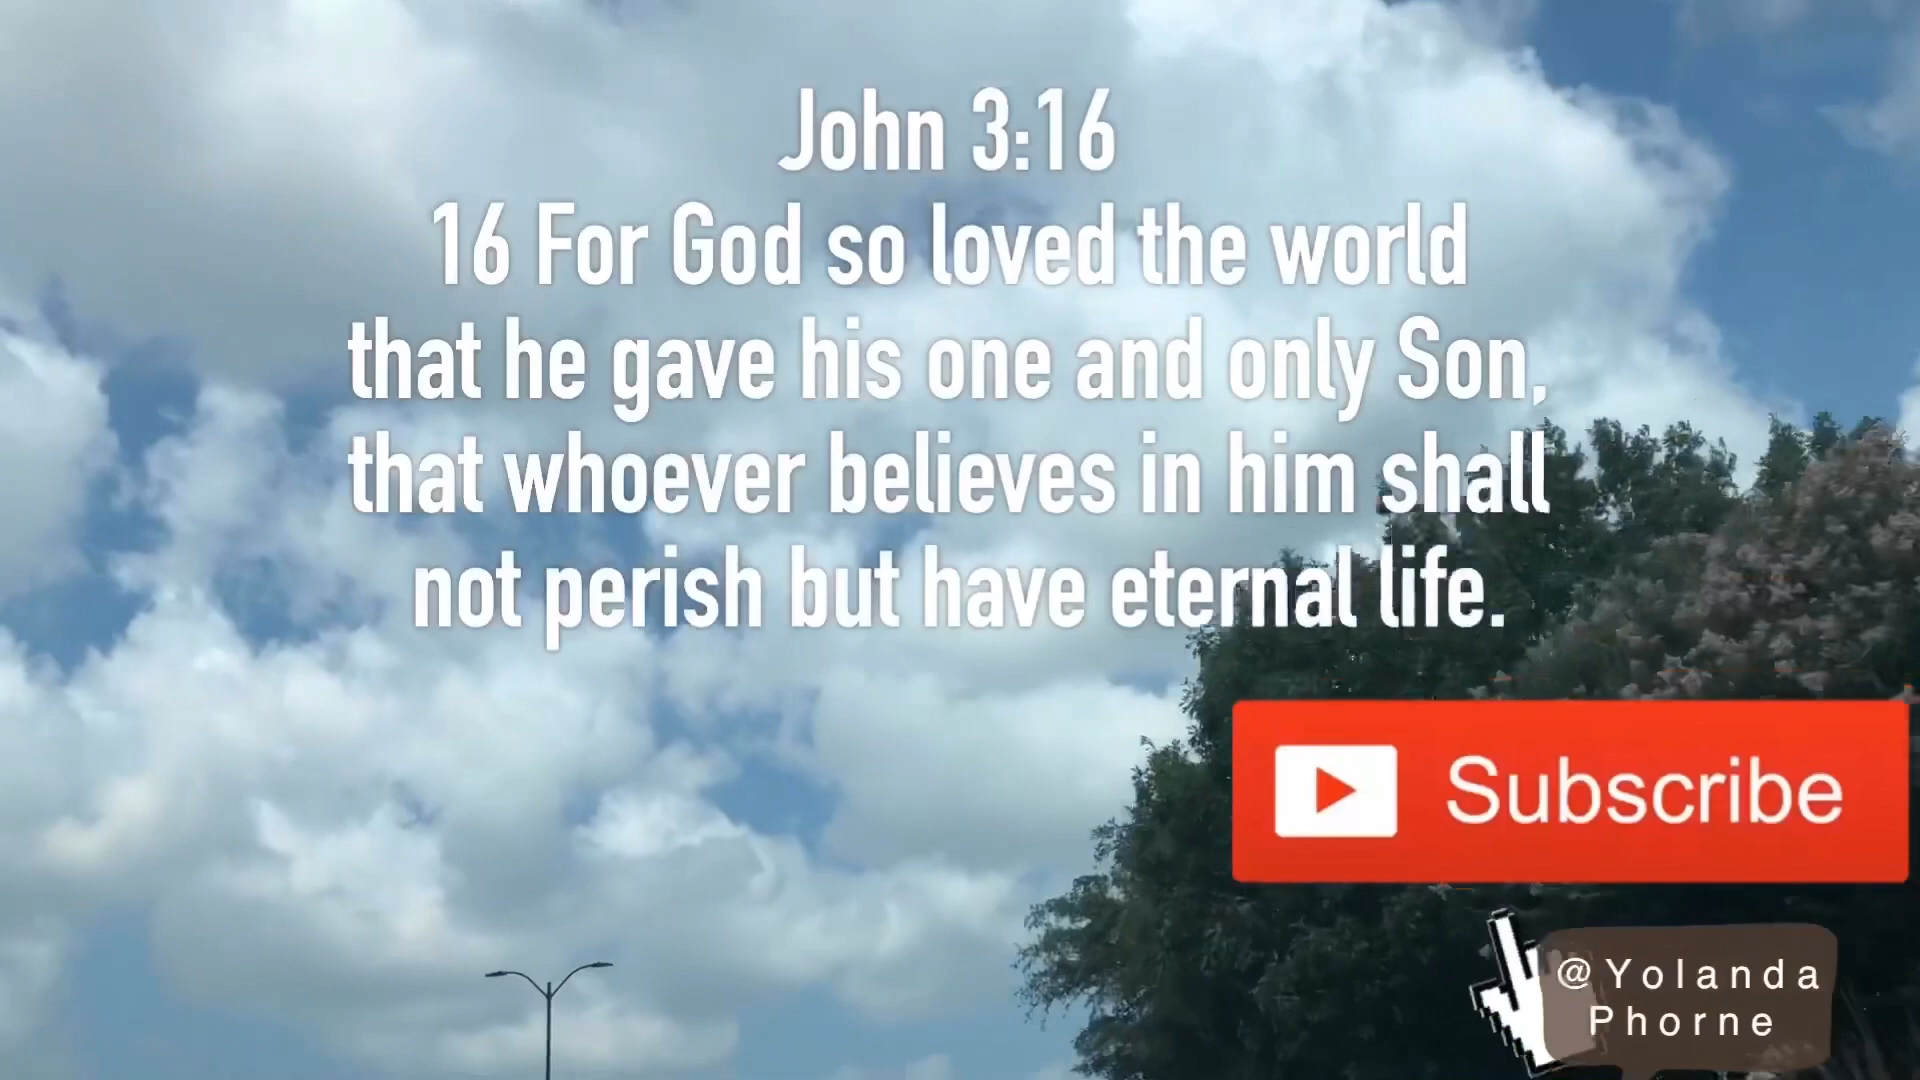 John 3:16
16 For God so loved the world
that he gave his one and only Son,
that whoever believes in him shall
not perish but have eternal life.
Subscribe
@Yolanda
Phorne